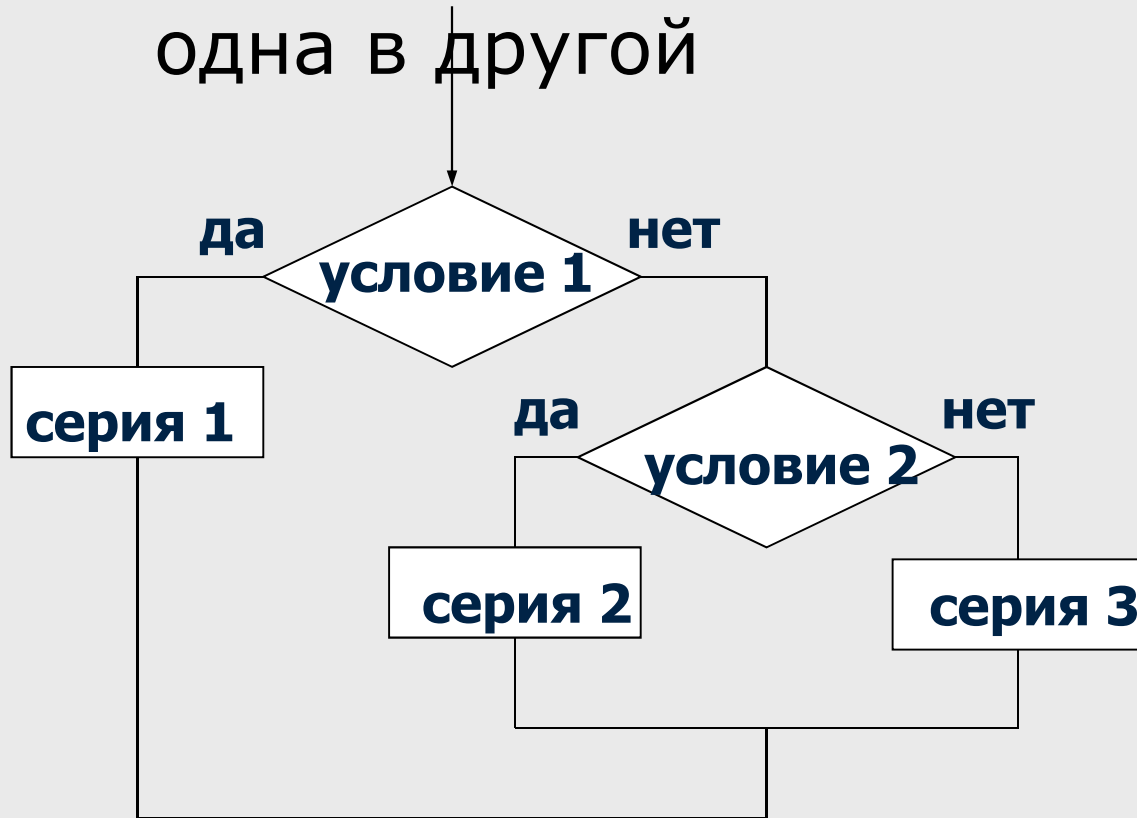 одна в другой
да
нет
условие 1
да
нет
серия 1
условие 2
серия 2
серия 3